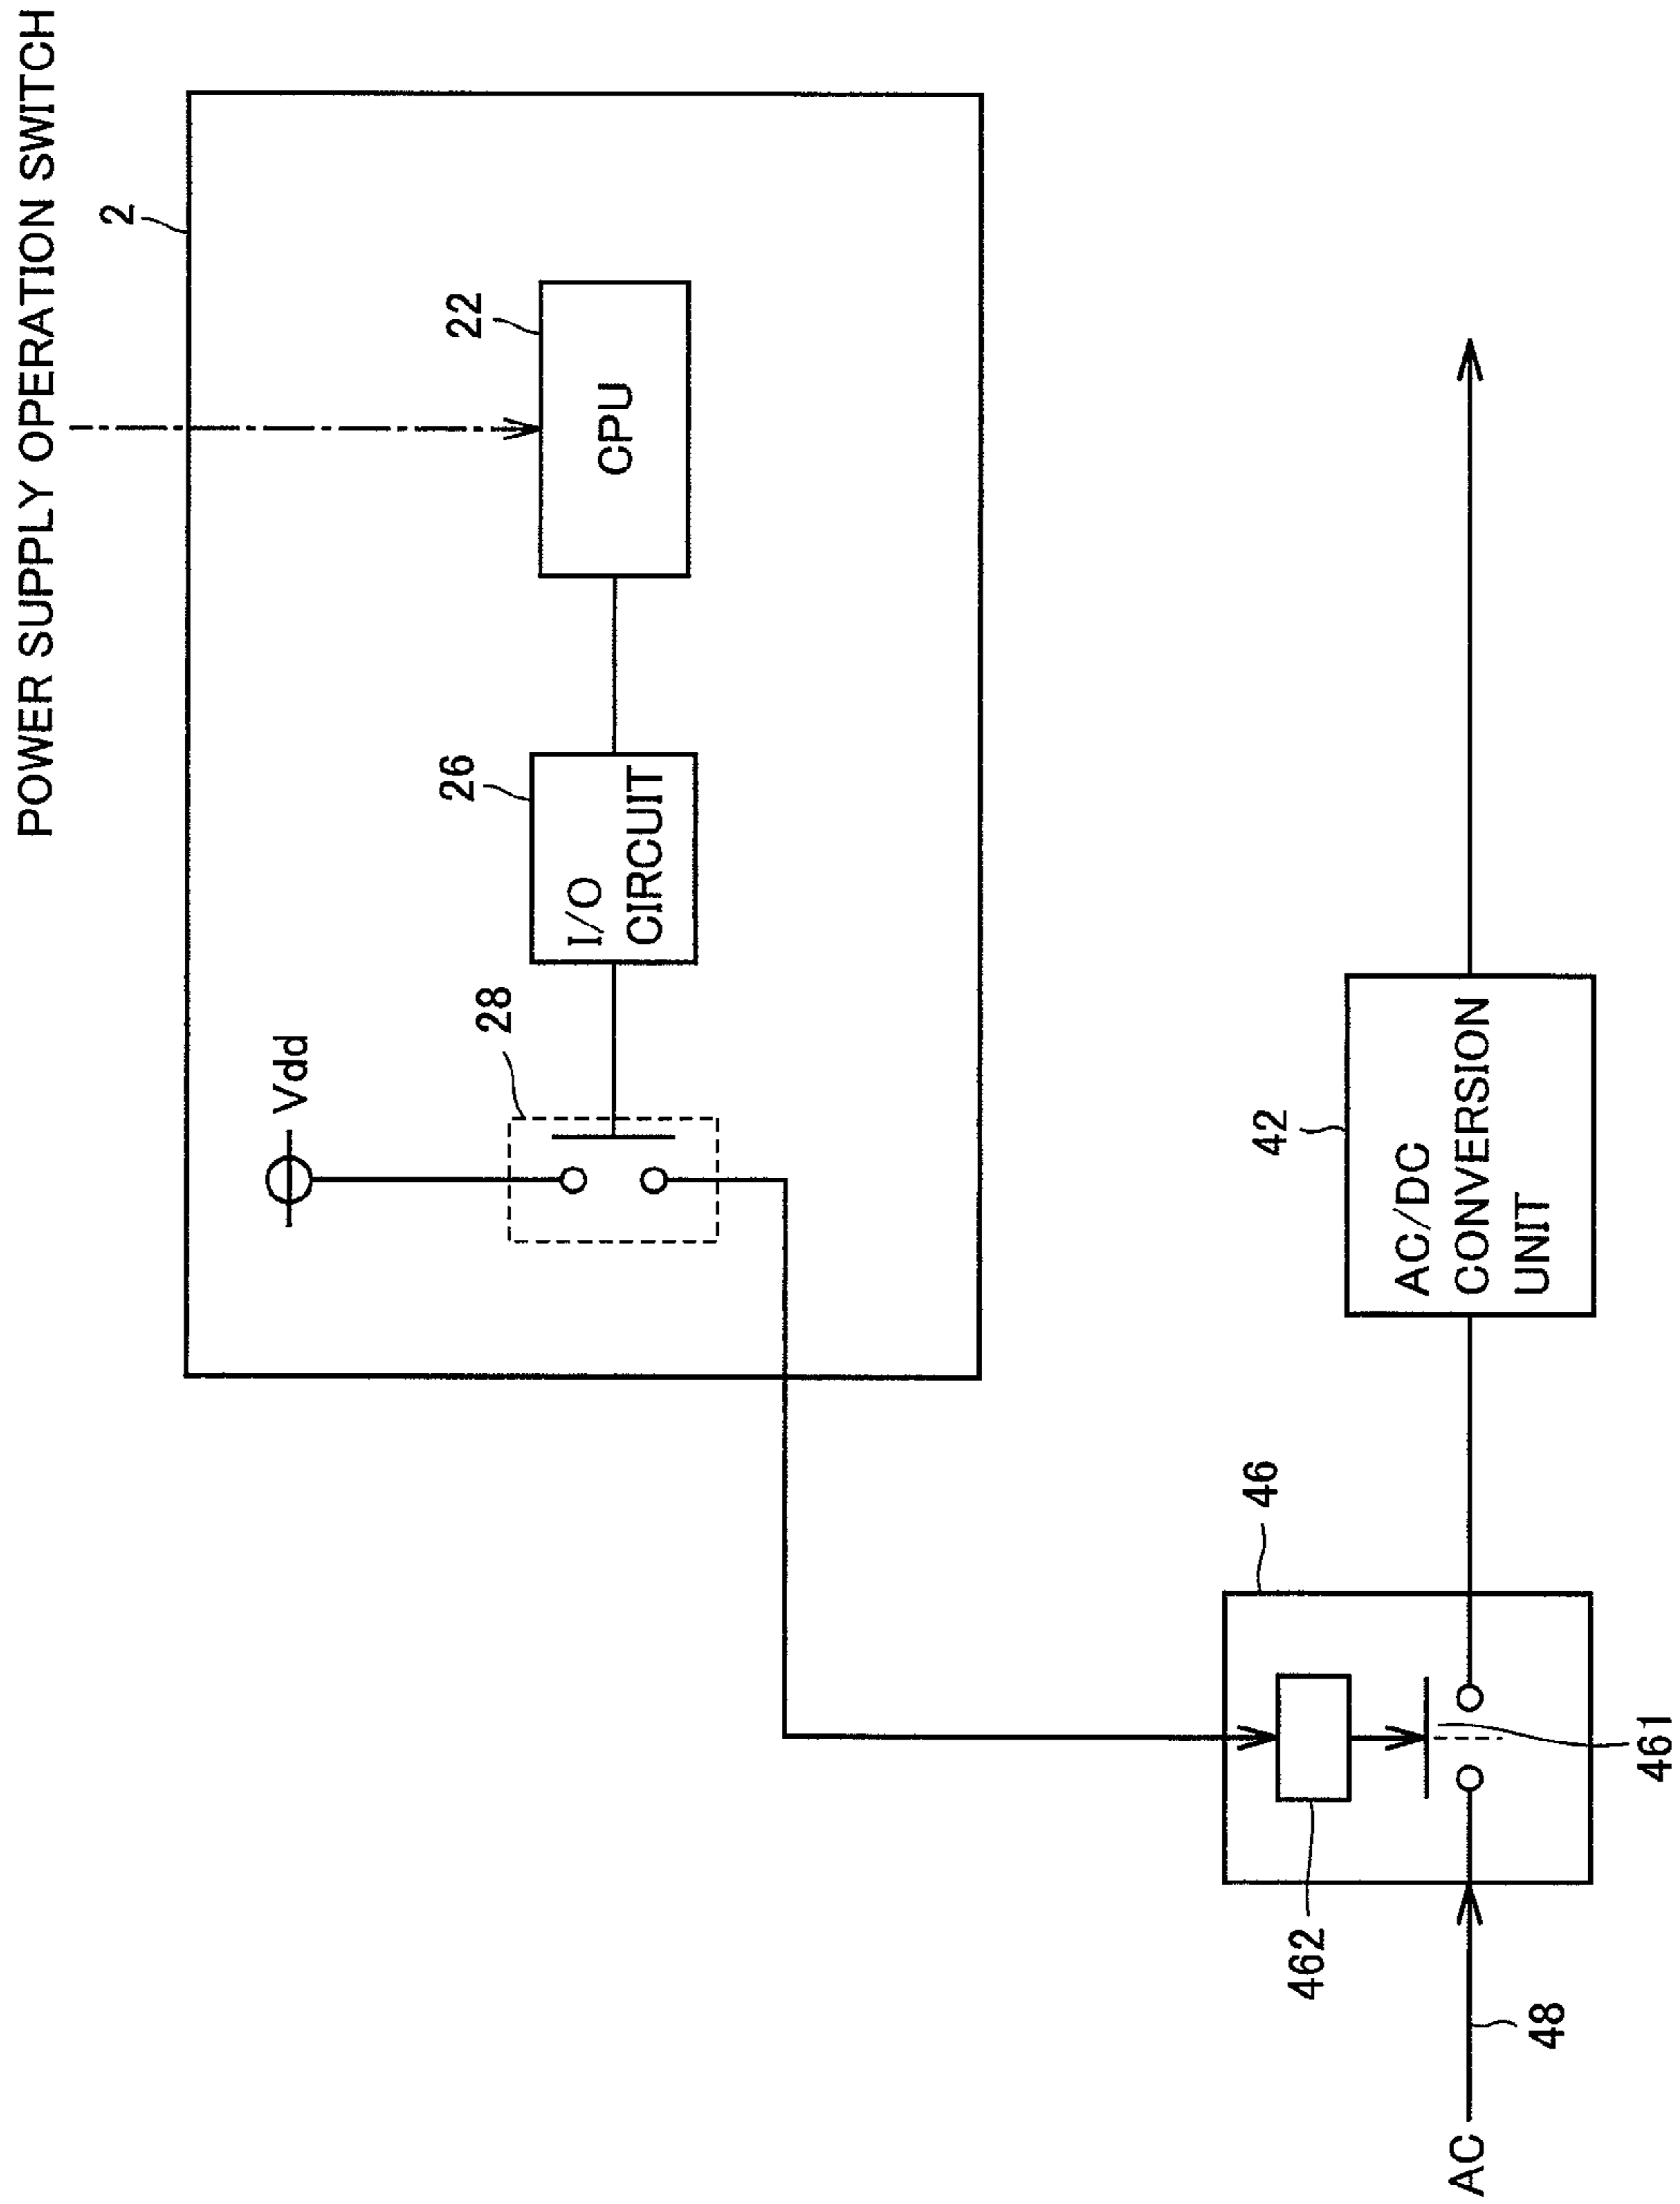 POWER SUPPLY OPERATION SWITCH
2
22
CPU
26
I/O
CIRCUIT
28
Vdd
42
AC/DC
CONVERSION
UNIT
46
461
462
48
AC